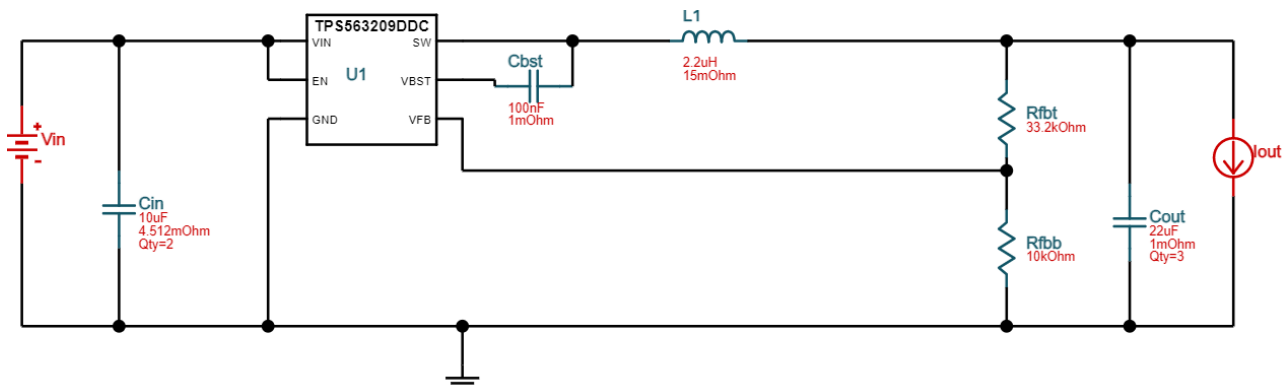 TPS563209DDC
VIN
SW
EN
U1
VBST
GND
VFB
Cbst
100nF
1mOhm
L1
2.2uH
15mOhm
+
Vin
-
Cin
10uF
4.512mOhm
Qty=2
Rfbt
33.2kOhm
Rfbb
10kOhm
Cout
22uF
1mOhm
Qty=3
Iout